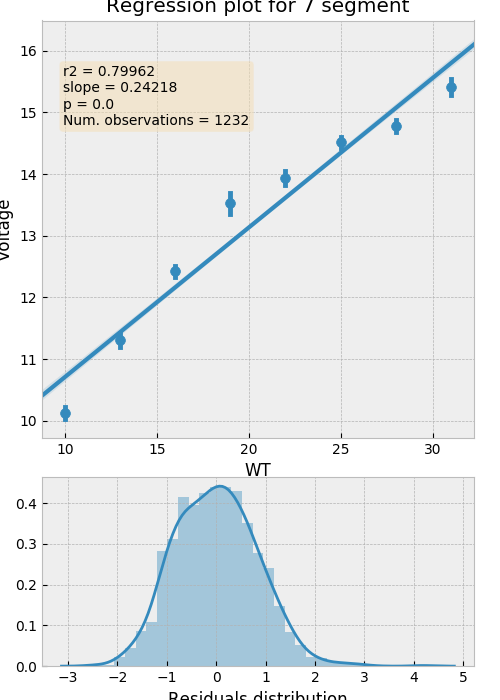 Regression plot for 7 segment
16
15
14
13
12
11
10
r2 = 0.79962
slope = 0.24218
p = 0.0
Num. observations = 1232
Voltage
10 15 20 25 30
WT
0.4
0.3
0.2
0.1
0.0
−3 −2 −1 0 1 2 3 4 5
Residuals distribution